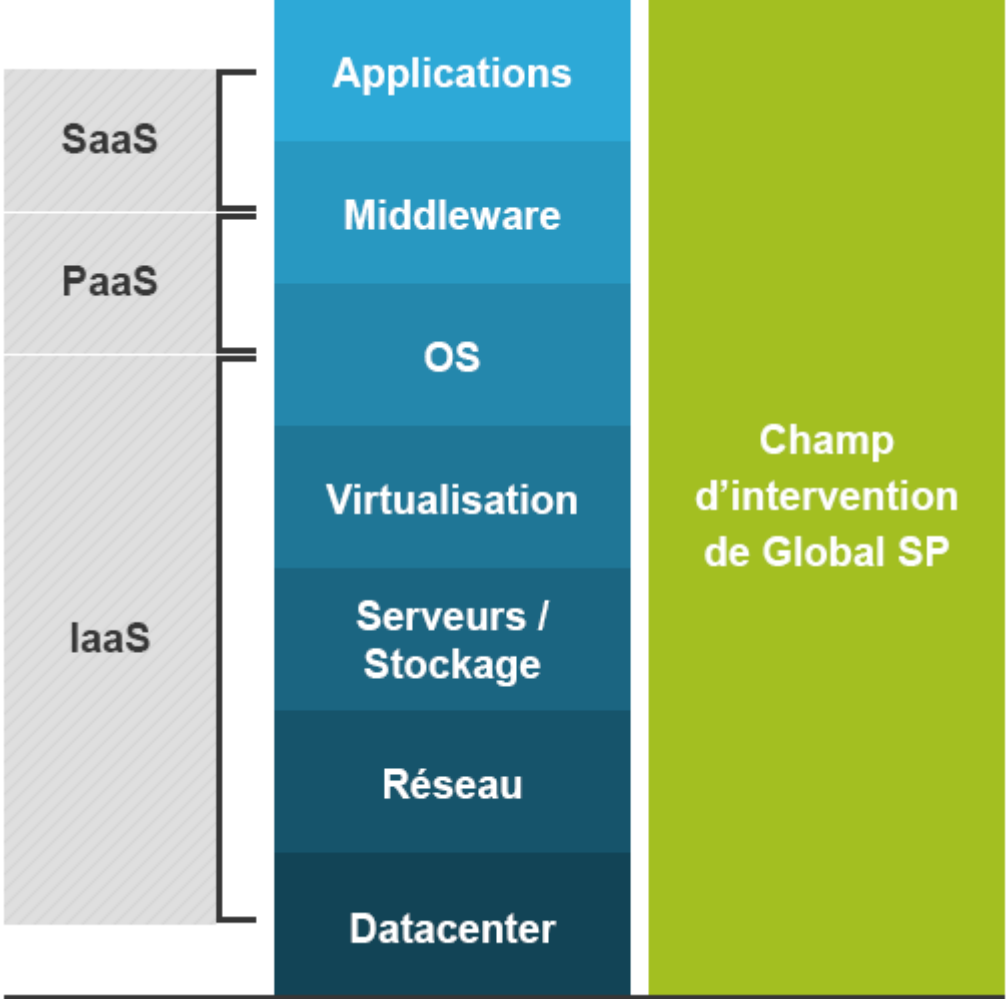 SaaS
PaaS
IaaS
Applications
Middleware
OS
Virtualisation
Serveurs /
Stockage
Réseau
Datacenter
Champ
d’intervention
de Global SP